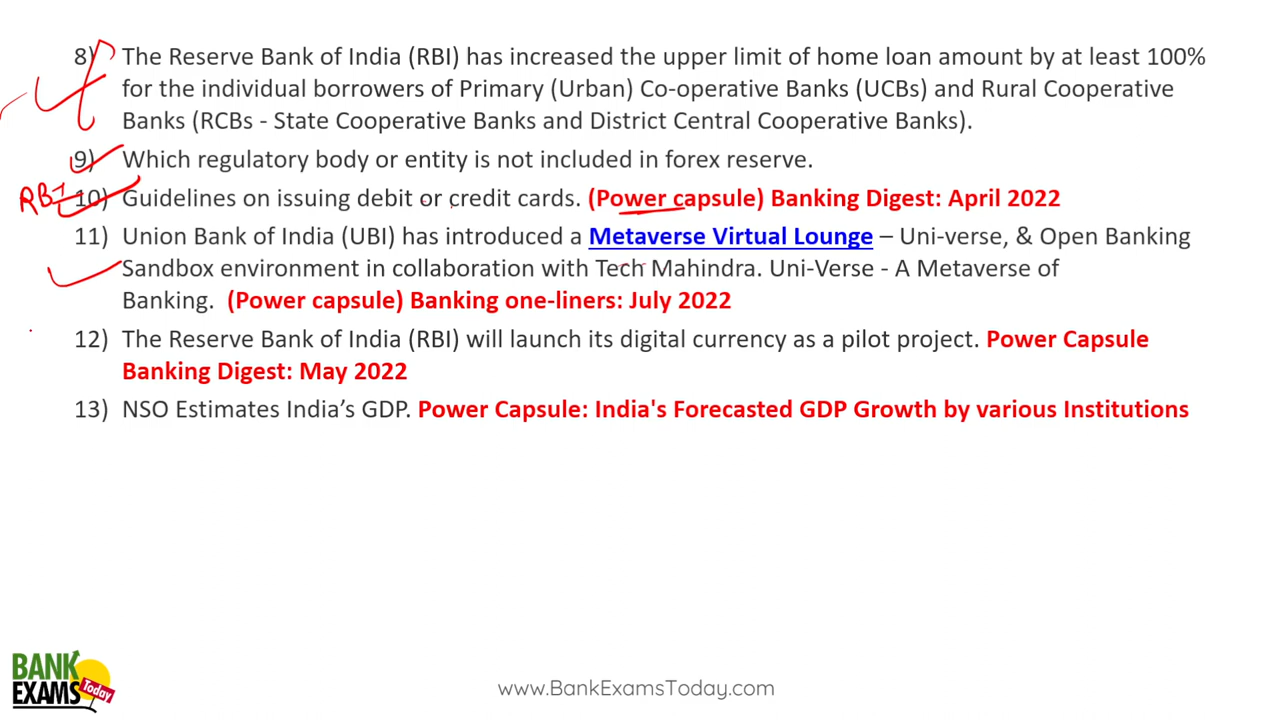 8) The Reserve Bank of India (RBI) has increased the upper limit of home loan amount by at least 100%
for the individual borrowers of Primary (Urban) Co-operative Banks (UCBs) and Rural Cooperative
Banks (RCBs - State Cooperative Banks and District Central Cooperative Banks).
9) Which regulatory body or entity is not included in forex reserve.
RBI 10) Guidelines on issuing debit or credit cards. (Power capsule) Banking Digest: April 2022
11) Union Bank of India (UBI) has introduced a Metaverse Virtual Lounge – Uni-verse, & Open Banking
Sandbox environment in collaboration with Tech Mahindra. Uni-Verse - A Metaverse of
Banking. (Power capsule) Banking one-liners: July 2022
12) The Reserve Bank of India (RBI) will launch its digital currency as a pilot project. Power Capsule
Banking Digest: May 2022
13) NSO Estimates India’s GDP. Power Capsule: India's Forecasted GDP Growth by various Institutions
BANK
EXAMS Today
www.BankExamsToday.com